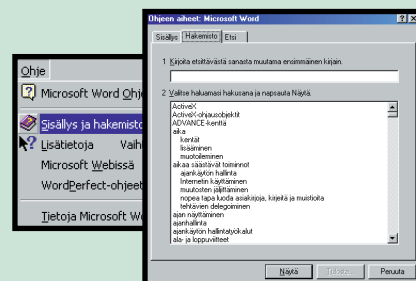 Ohje
Microsoft Word Ohje
Sisällys ja hakemisto
Lisätietoja Vaih
Microsoft Webissä
WordPerfect-ohjeet
Tietoja Microsoft Wo
Ohjeen aiheet: Microsoft Word
Sisällys Hakemisto Etsi
1 Kirjoita etsittävästä sanasta muutama ensimmäinen kirjain.
2 Valitse hakumasi hakusana ja napsauta Näytä.
ActiveX
ActiveX-ohjausobjektit
ADVANCE-kenttä
aika
kentät
lisääminen
muotoileminen
aikaa säästävät toiminnot
ajankäytön hallinta
Internetin käyttäminen
muutosten jäljittäminen
nopea tapa luoda asiakirjoja, kirjeitä ja muistioita
tehtävien delegoiminen
ajan näyttäminen
ajanhallinta
ajankäytön hallintatyökalut
ala- ja loppuviitteet
Näytä Tulosta... Peruuta